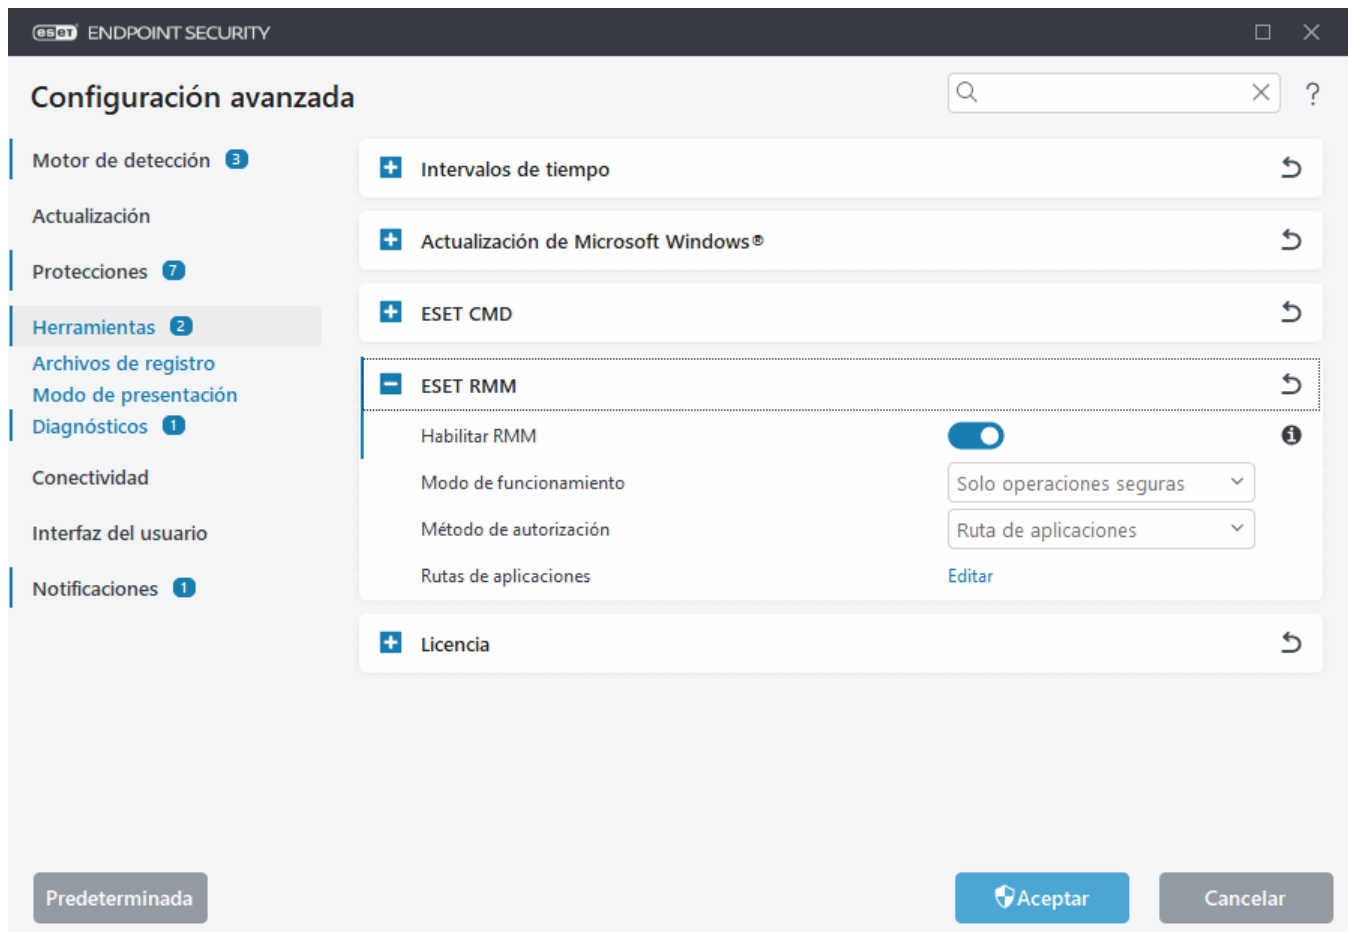 eset ENDPOINT SECURITY
Configuración avanzada
?
Motor de detección 3
Actualización
Protecciones 7
Herramientas 2
Archivos de registro
Modo de presentación
Diagnósticos 1
Conectividad
Interfaz del usuario
Notificaciones 1
Intervalos de tiempo
Actualización de Microsoft Windows®
ESET CMD
ESET RMM
Habilitar RMM
Modo de funcionamiento Solo operaciones seguras
Método de autorización Ruta de aplicaciones
Rutas de aplicaciones Editar
Licencia
Predeterminada Aceptar Cancelar